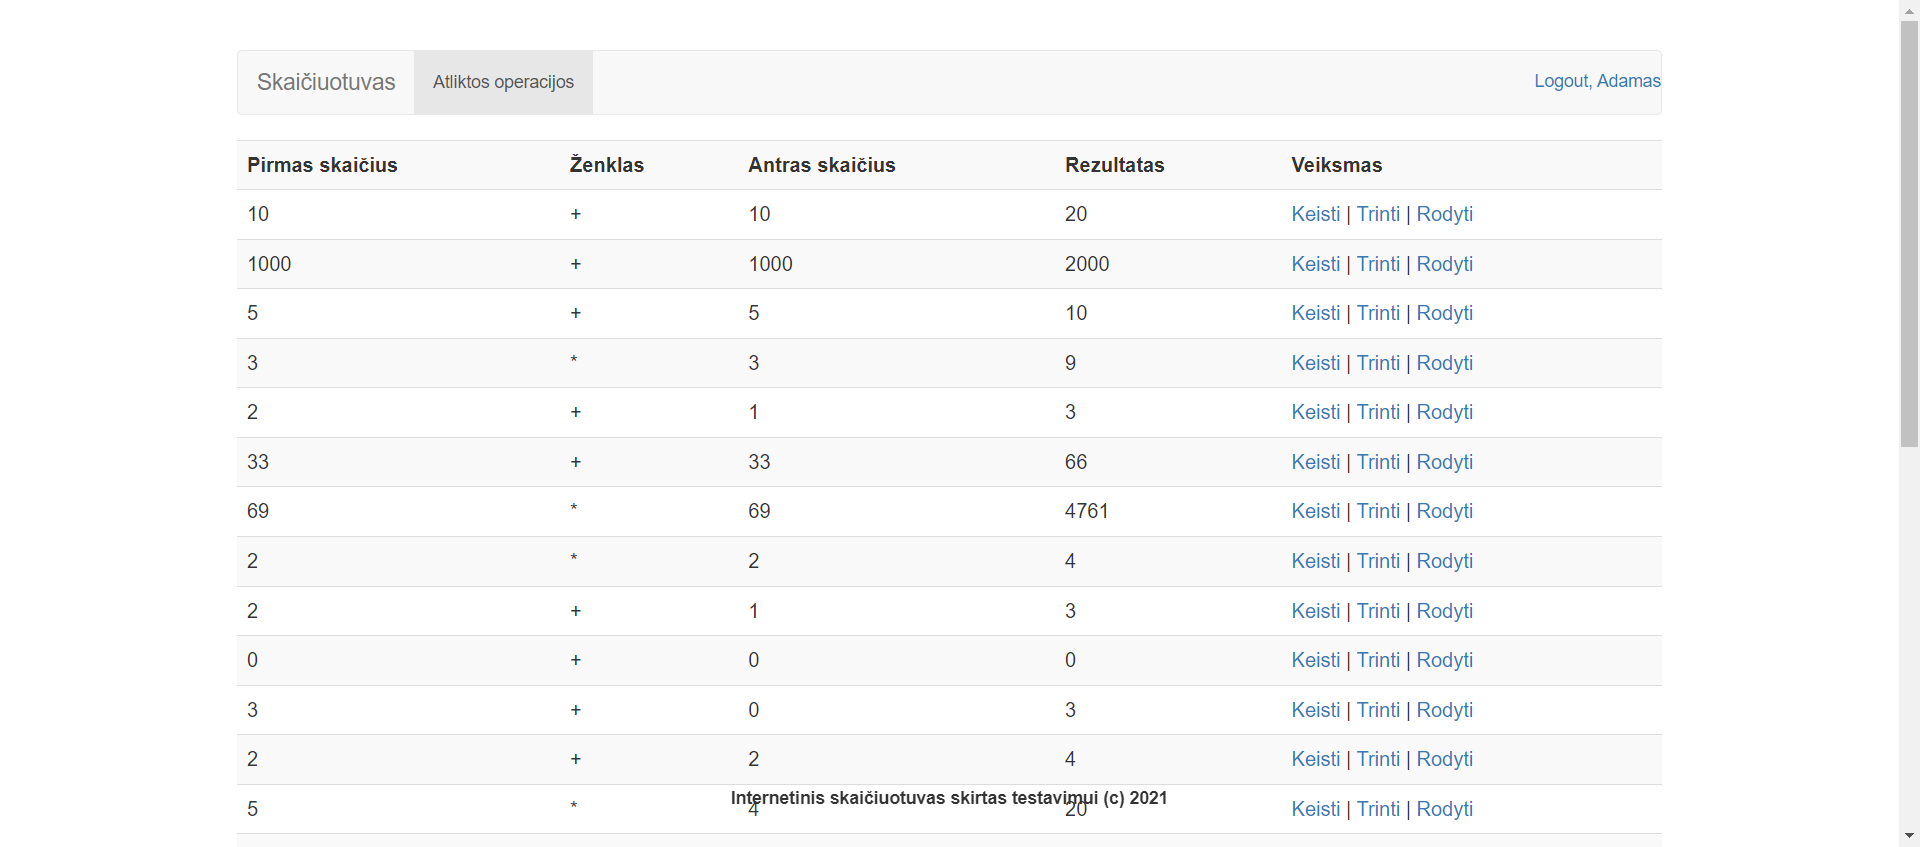 Skaičiuotuvas Atliktos operacijos Logout, Adamas
Pirmas skaičius Ženklas Antras skaičius Rezultatas Veiksmas
10 + 10 20 Keisti | Trinti | Rodyti
1000 + 1000 2000 Keisti | Trinti | Rodyti
5 + 5 10 Keisti | Trinti | Rodyti
3 * 3 9 Keisti | Trinti | Rodyti
2 + 1 3 Keisti | Trinti | Rodyti
33 + 33 66 Keisti | Trinti | Rodyti
69 * 69 4761 Keisti | Trinti | Rodyti
2 * 2 4 Keisti | Trinti | Rodyti
2 + 1 3 Keisti | Trinti | Rodyti
0 + 0 0 Keisti | Trinti | Rodyti
3 + 0 3 Keisti | Trinti | Rodyti
2 + 2 4 Keisti | Trinti | Rodyti
Internetinis skaičiuotuvas skirtas testavimui (c) 2021
5 * 4 20 Keisti | Trinti | Rodyti